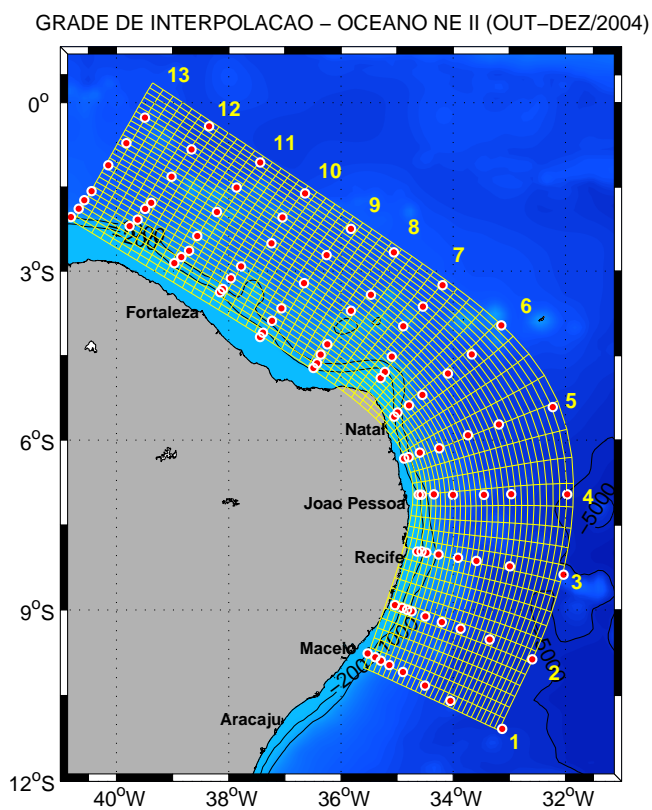 GRADE DE INTERPOLACAO − OCEANO NE II (OUT−DEZ/2004)
13
0°
12
11
10
9
8
7
−200
3°S
6
Fortaleza
5
Natal
6°S
4
Joao Pessoa
−5000
Recife
3
9°S
Maceio
2
−200
1
Aracaju
12°S
40°W
38°W
36°W
34°W
32°W